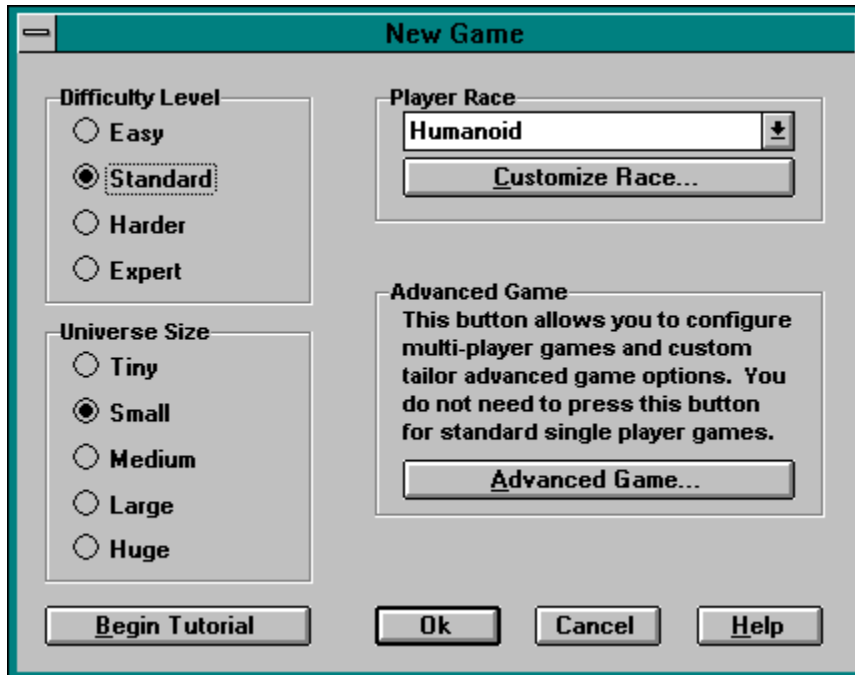 New Game
Difficulty Level
Easy
Standard
Harder
Expert
Universe Size
Tiny
Small
Medium
Large
Huge
Begin Tutorial
Player Race
Humanoid
Customize Race...
Advanced Game
This button allows you to configure
multi-player games and custom
tailor advanced game options. You
do not need to press this button
for standard single player games.
Advanced Game...
Ok
Cancel
Help